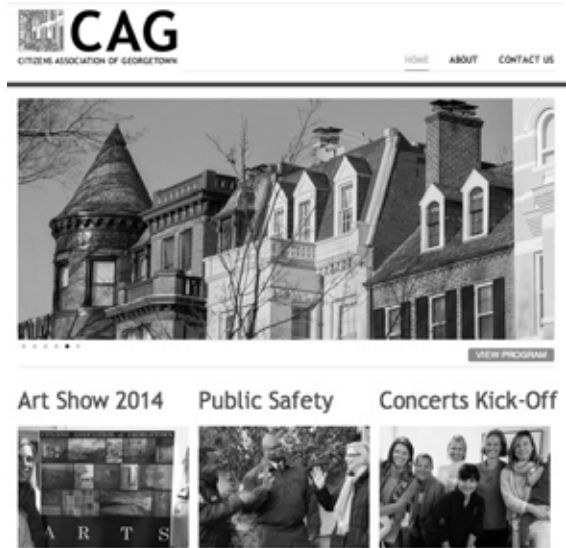 CAG
CITIZENS ASSOCIATION OF GEORGETOWN
HOME ABOUT CONTACT US
VIEW PROGRAM
Art Show 2014
Public Safety
Concerts Kick-Off
ARTS